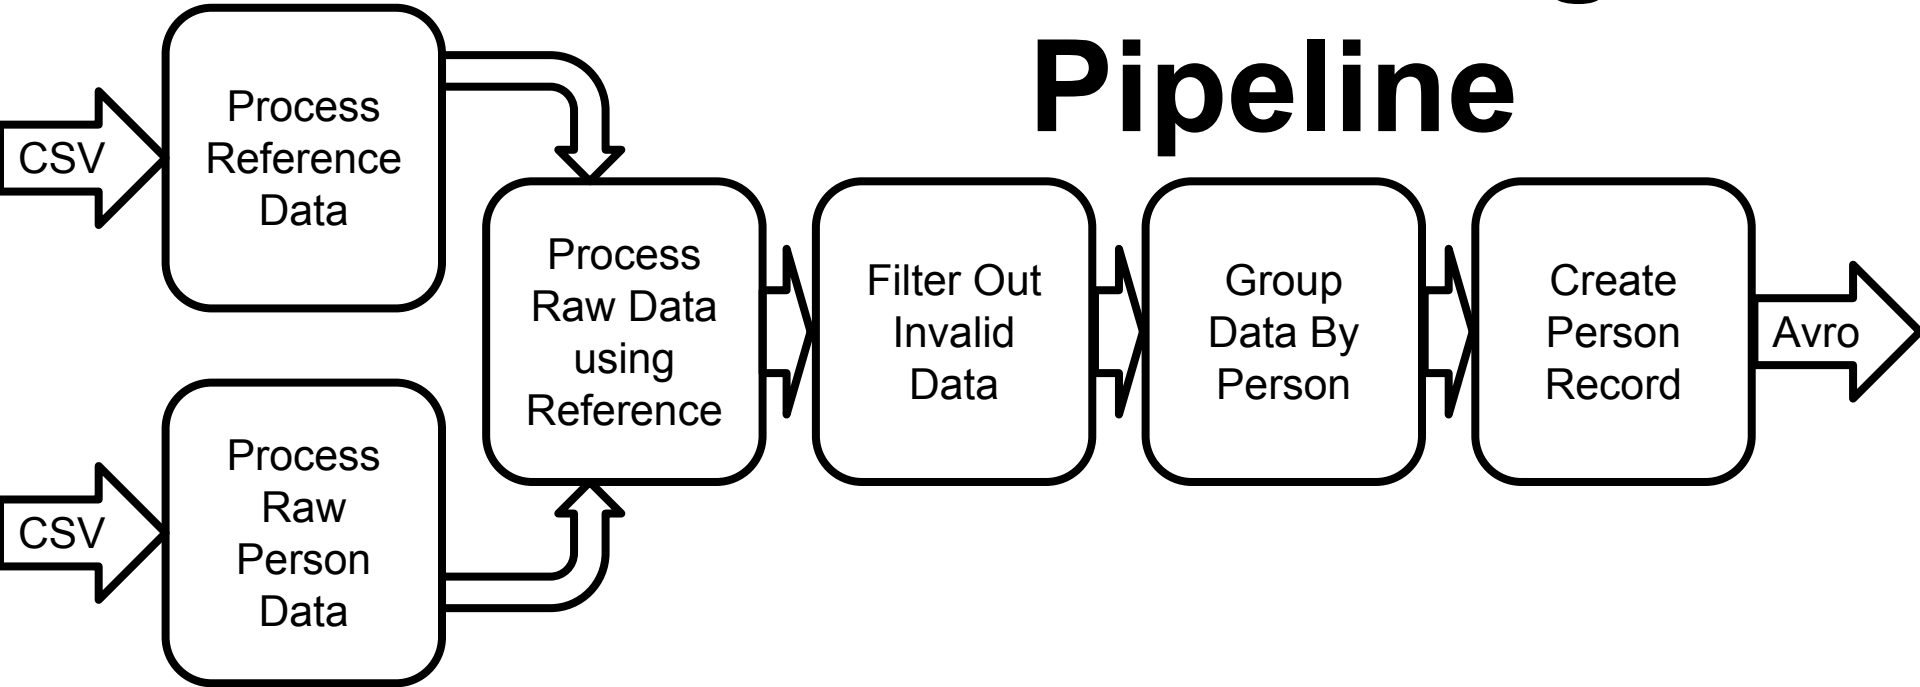 Pipeline
CSV
Process
Reference
Data
CSV
Process
Raw
Person
Data
Process
Raw Data
using
Reference
Filter Out
Invalid
Data
Group
Data By
Person
Create
Person
Record
Avro